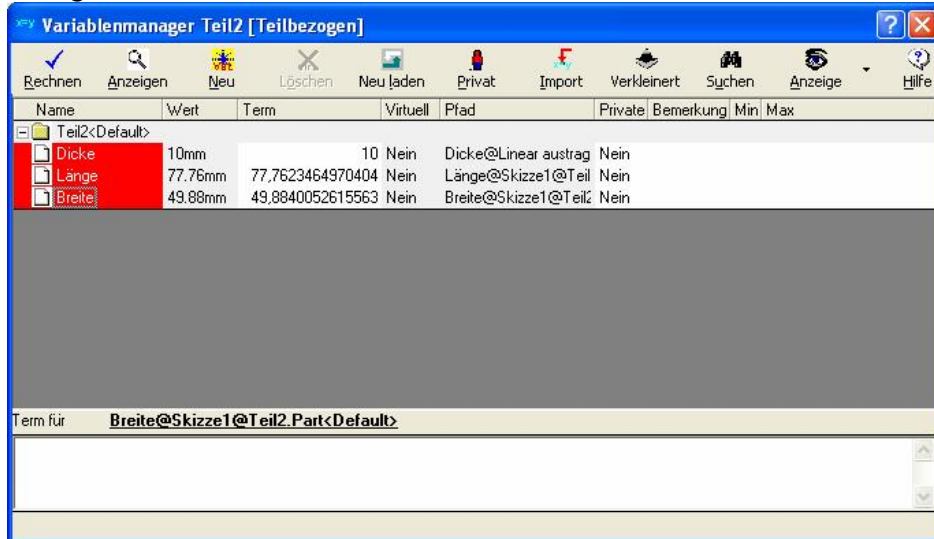 x=y Variablenmanager Teil2 [Teilbezogen]
Rechnen Anzeigen Neu Löschen Neu laden Privat Import Verkleinert Suchen Anzeige Hilfe
Name Wert Term Virtuell Pfad Private Bemerkung Min Max
Teil2<Default>
Dicke 10mm 10 Nein Dicke@Linear austrag Nein
Länge 77.76mm 77,7623464970404 Nein Länge@Skizze1@Teil Nein
Breite 49.88mm 49,8840052615563 Nein Breite@Skizze1@Teil2 Nein
Term für Breite@Skizze1@Teil2.Part<Default>